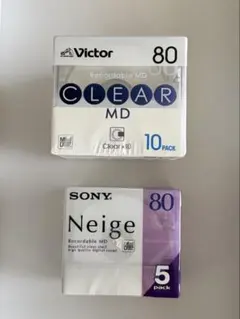 Victor 80
Recordable MD
CLEAR
MD
10 PACK
SONY
80
Neige
Recordable MD
5
pack